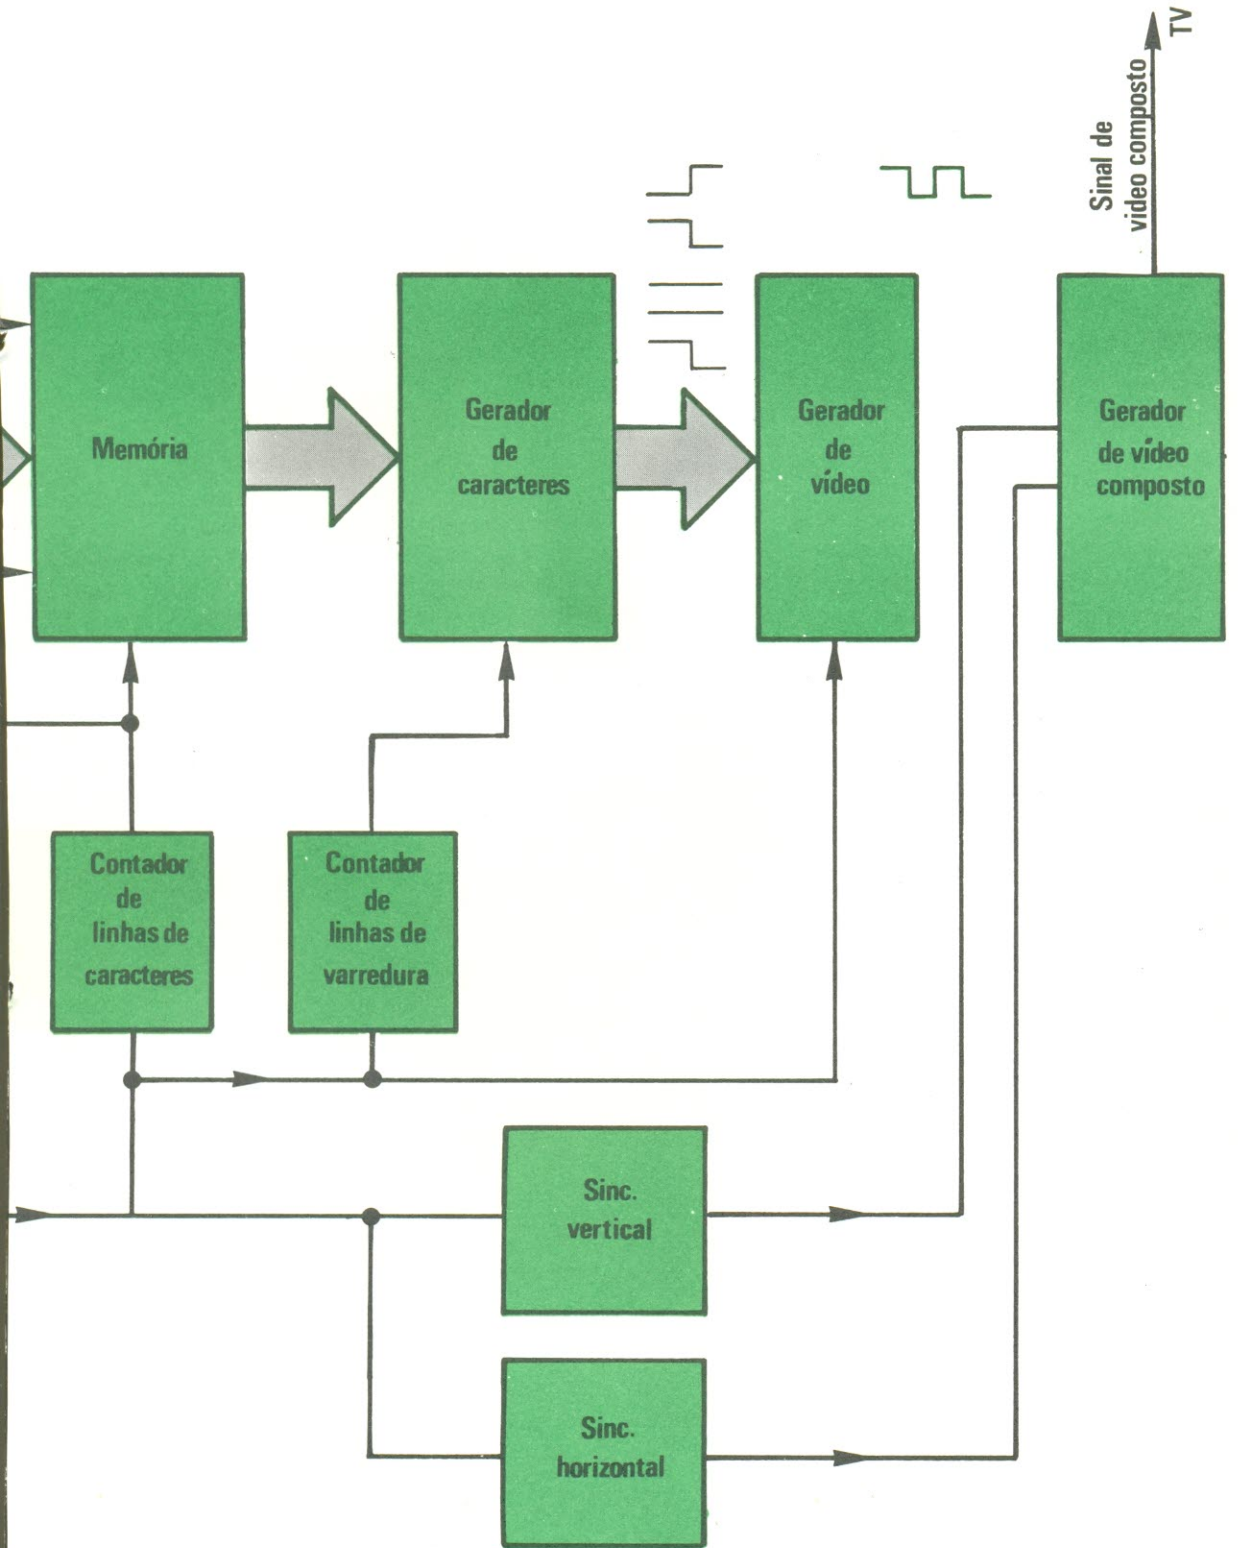 TV
Sinal de
video composto
Memória
Gerador
de
caracteres
Gerador
de
vídeo
Gerador
de vídeo
composto
Contador
de
linhas de
caracteres
Contador
de
linhas de
varredura
Sinc.
vertical
Sinc.
horizontal